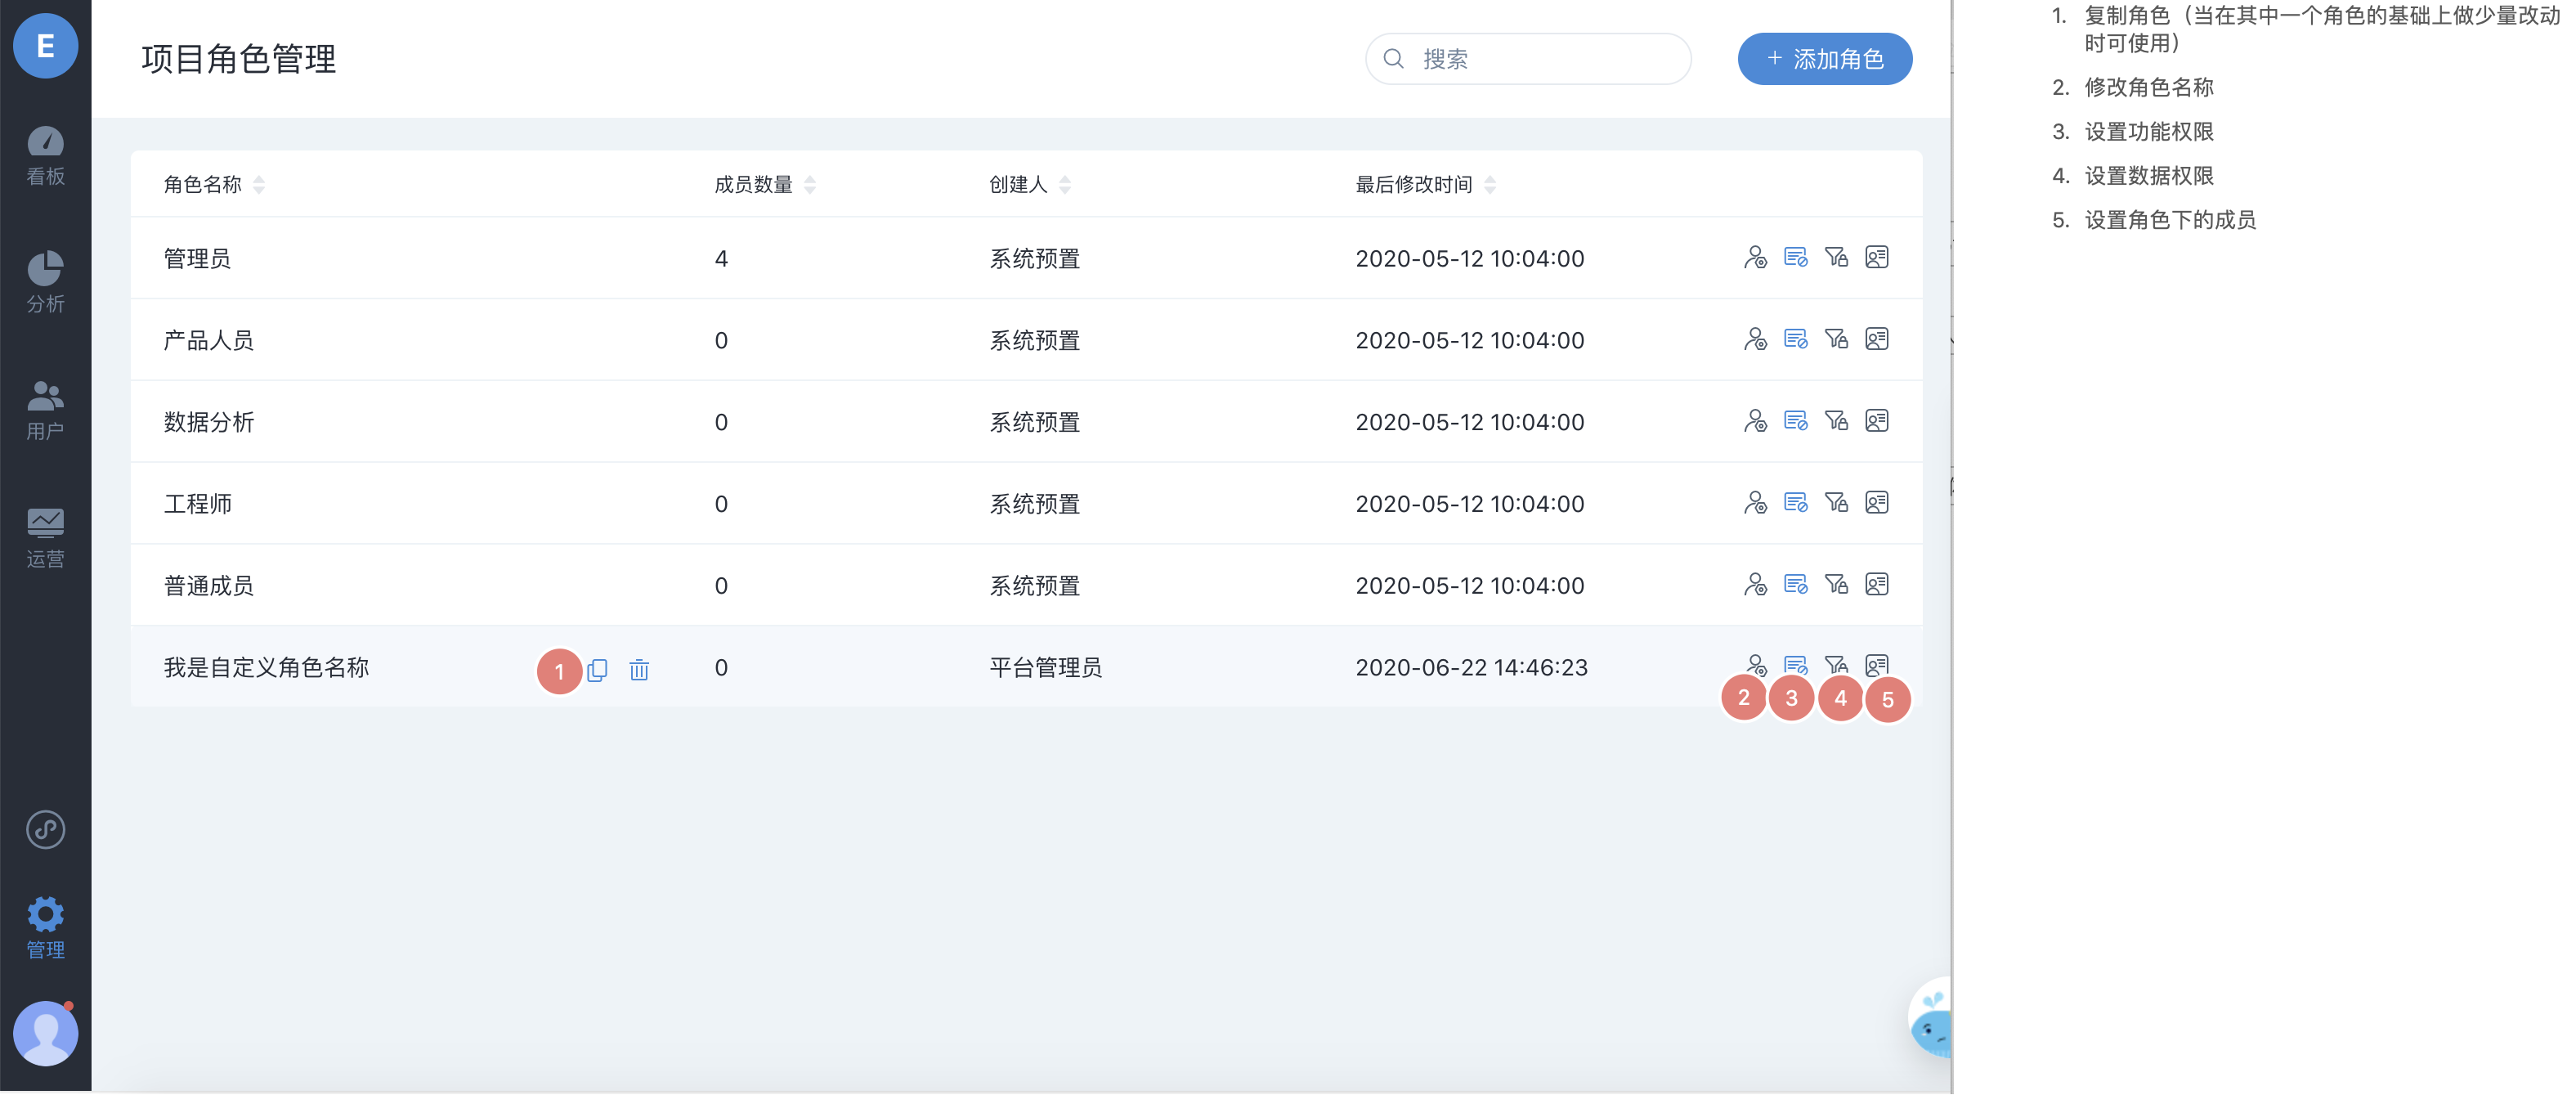 E
看板
分析
用户
运营
管理
项目角色管理
搜索
+ 添加角色
角色名称 成员数量 创建人 最后修改时间
管理员 4 系统预置 2020-05-12 10:04:00
产品人员 0 系统预置 2020-05-12 10:04:00
数据分析 0 系统预置 2020-05-12 10:04:00
工程师 0 系统预置 2020-05-12 10:04:00
普通成员 0 系统预置 2020-05-12 10:04:00
我是自定义角色名称 1 0 平台管理员 2020-06-22 14:46:23
2 3 4 5
1. 复制角色（当在其中一个角色的基础上做少量改动
时可使用）
2. 修改角色名称
3. 设置功能权限
4. 设置数据权限
5. 设置角色下的成员